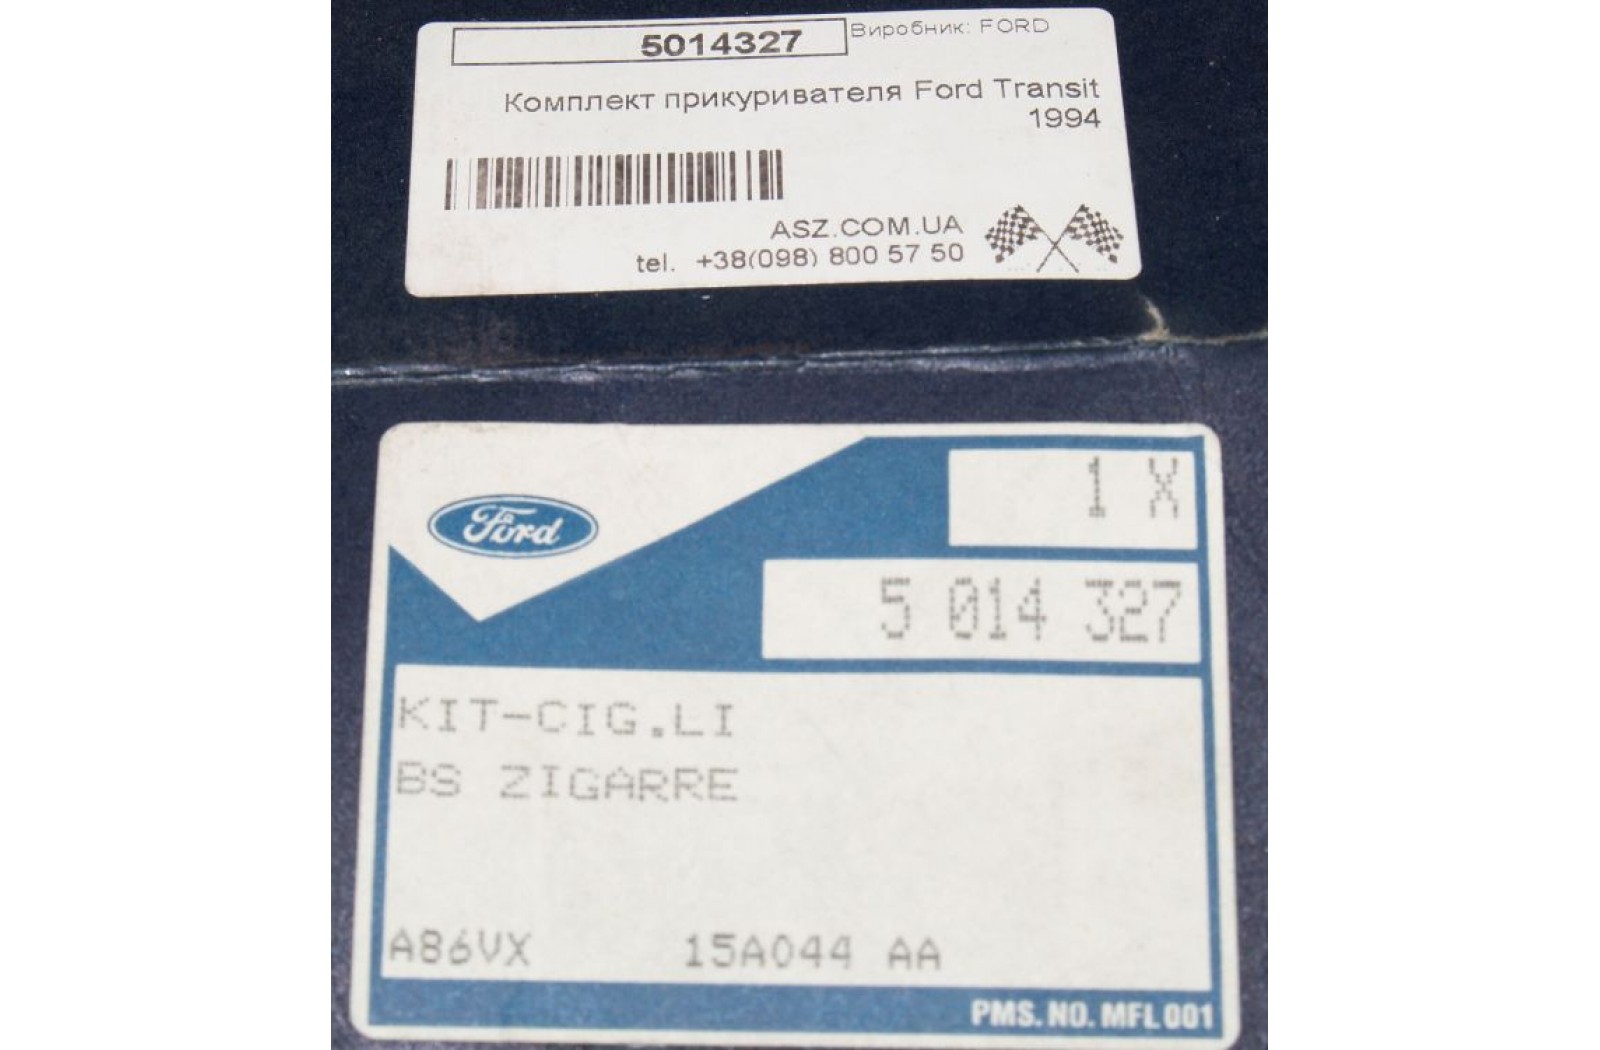 5014327
Виробник: FORD
Комплект прикуривателя Ford Transit
1994
ASZ.COM.UA
tel. +38(098) 800 57 50
Ford
1 X
5 014 327
KIT-CIG.LI
BS ZIGARRE
A86VX 15A044 AA
PMS. NO. MFL 001